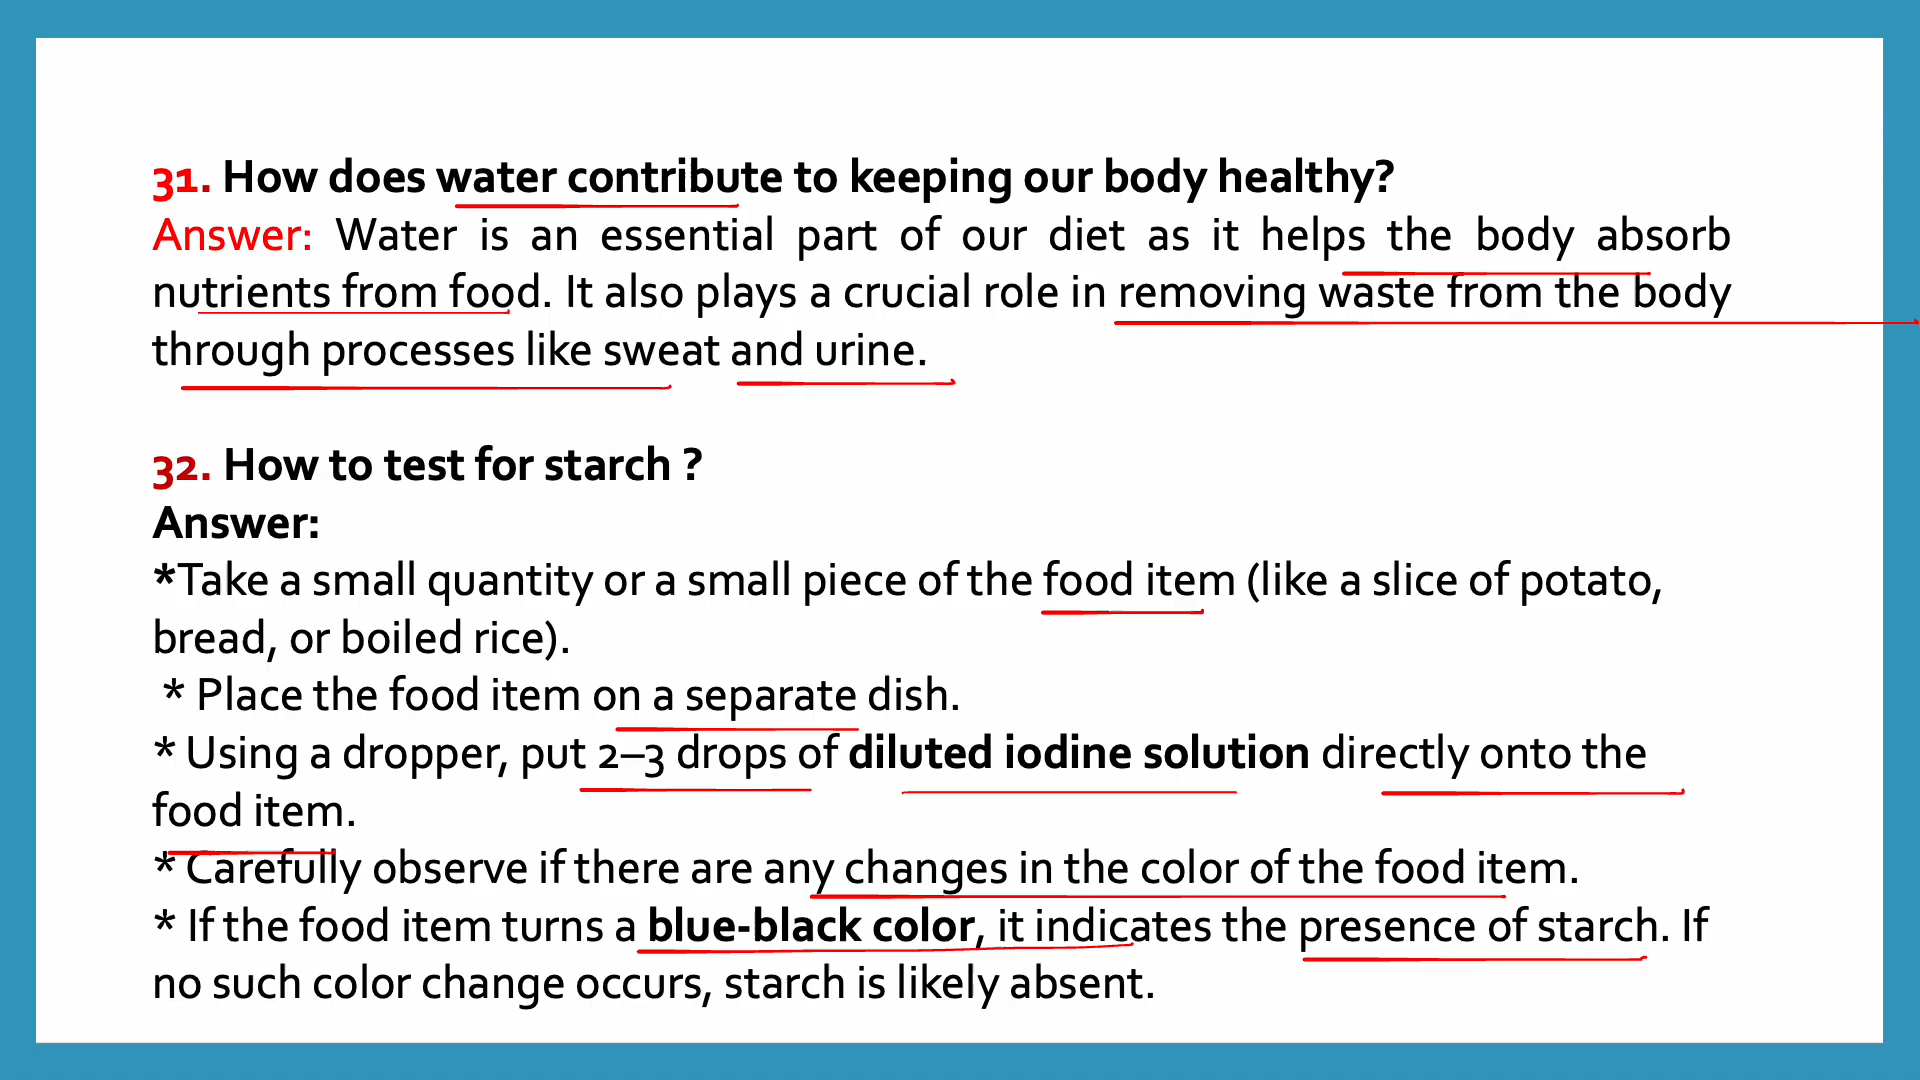 31. How does water contribute to keeping our body healthy?
Answer: Water is an essential part of our diet as it helps the body absorb
nutrients from food. It also plays a crucial role in removing waste from the body
through processes like sweat and urine.
32. How to test for starch ?
Answer:
*Take a small quantity or a small piece of the food item (like a slice of potato,
bread, or boiled rice).
* Place the food item on a separate dish.
* Using a dropper, put 2–3 drops of diluted iodine solution directly onto the
food item.
* Carefully observe if there are any changes in the color of the food item.
* If the food item turns a blue-black color, it indicates the presence of starch. If
no such color change occurs, starch is likely absent.